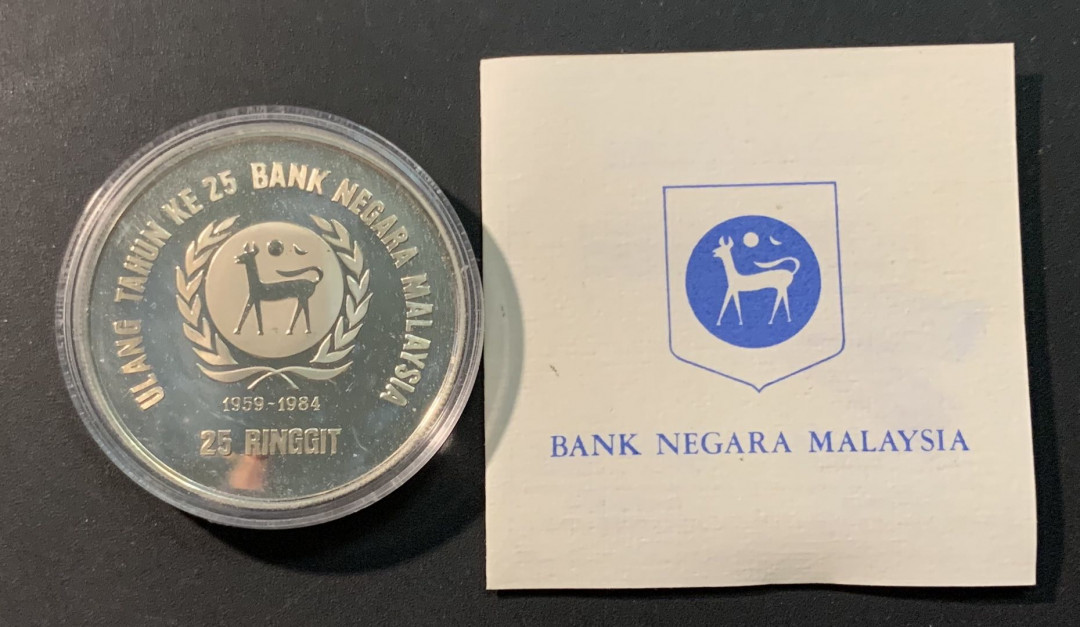 ULANG TAHUN KE 25 BANK NEGARA MALAYSIA
1959-1984
25 RINGGIT
BANK NEGARA MALAYSIA